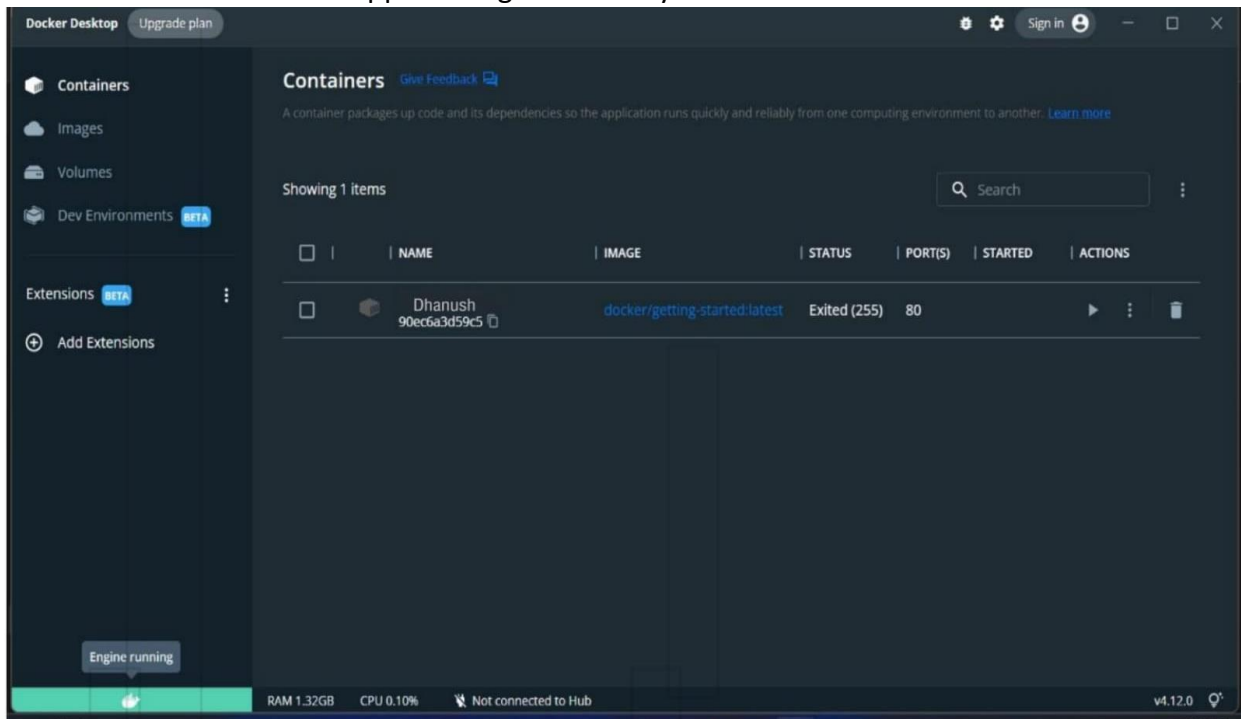 Docker Desktop Upgrade plan Sign in
Containers
Images
Volumes
Dev Environments BETA
Extensions BETA
Add Extensions
Containers Give Feedback
A container packages up code and its dependencies so the application runs quickly and reliably from one computing environment to another. Learn more
Showing 1 items Search
NAME IMAGE STATUS PORT(S) STARTED ACTIONS
Dhanush docker/getting-started:latest Exited (255) 80
90ec6a3d59c5
Engine running
RAM 1.32GB CPU 0.10% Not connected to Hub v4.12.0